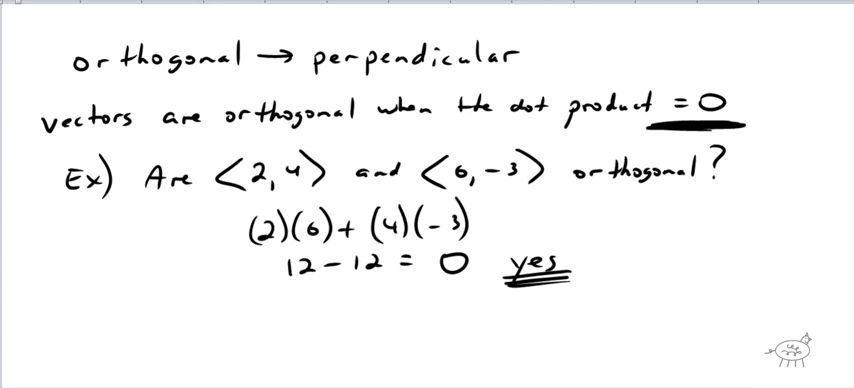 orthogonal → perpendicular
vectors are orthogonal when the dot product = 0
Ex) Are <2,4> and <6,-3> orthogonal?
(2)(6)+(4)(-3)
12-12 = 0 yes